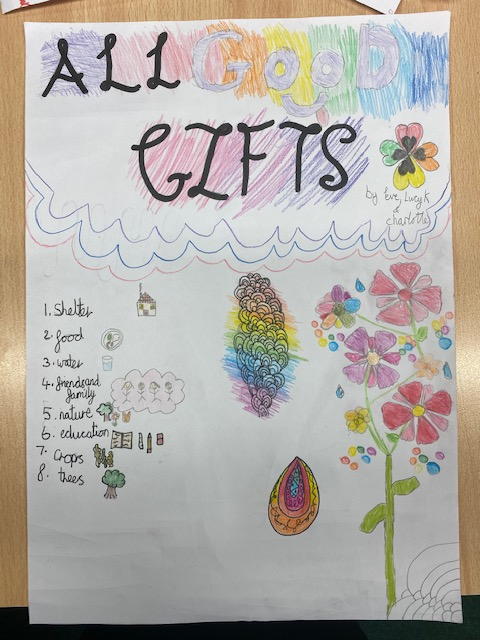 ALL GooD
GIFTS
by Eve, Lucy K
& charlotte
1. Shelter
2. food
3. water
4. friends and
family
5. nature
6. education
7. Crops
8. trees